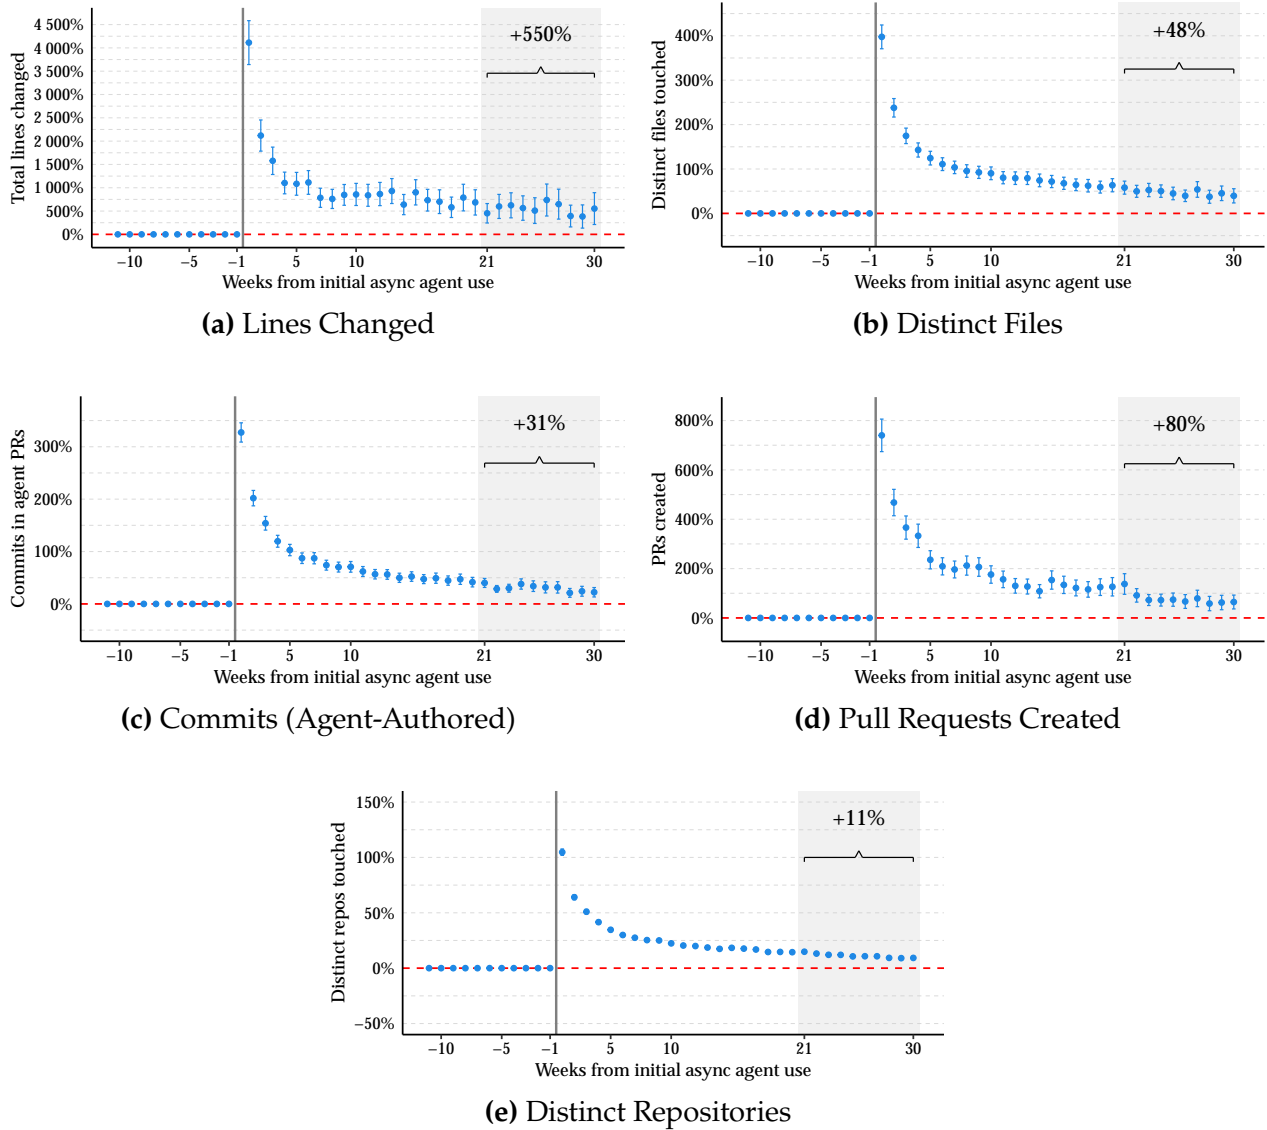 Total lines changed
4 500%
4 000%
3 500%
3 000%
2 500%
2 000%
1 500%
1 000%
500%
0%
+550%
−10 −5 −1 5 10 21 30
Weeks from initial async agent use
(a) Lines Changed
Distinct files touched
400%
300%
200%
100%
0%
+48%
−10 −5 −1 5 10 21 30
Weeks from initial async agent use
(b) Distinct Files
Commits in agent PRs
300%
200%
100%
0%
+31%
−10 −5 −1 5 10 21 30
Weeks from initial async agent use
(c) Commits (Agent-Authored)
PRs created
800%
600%
400%
200%
0%
+80%
−10 −5 −1 5 10 21 30
Weeks from initial async agent use
(d) Pull Requests Created
Distinct repos touched
150%
100%
50%
0%
−50%
+11%
−10 −5 −1 5 10 21 30
Weeks from initial async agent use
(e) Distinct Repositories